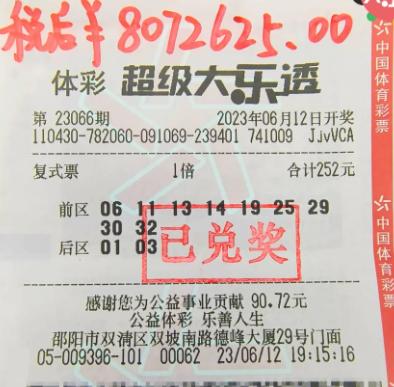 税后¥8072625.00
体彩 超级大乐透
第 23066期 2023年06月12日开奖
110430-782060-091069-239401 741009 JjvVCA
复式票 1倍 合计252元
前区 06 11 13 14 19 25 29
30 32
后区 01 03
已兑奖
感谢您为公益事业贡献 90.72元
公益体彩 乐善人生
邵阳市双清区双坡南路德峰大厦29号门面
05-009396-101 00062 23/06/12 19:15:16
中国体育彩票
中国体育彩